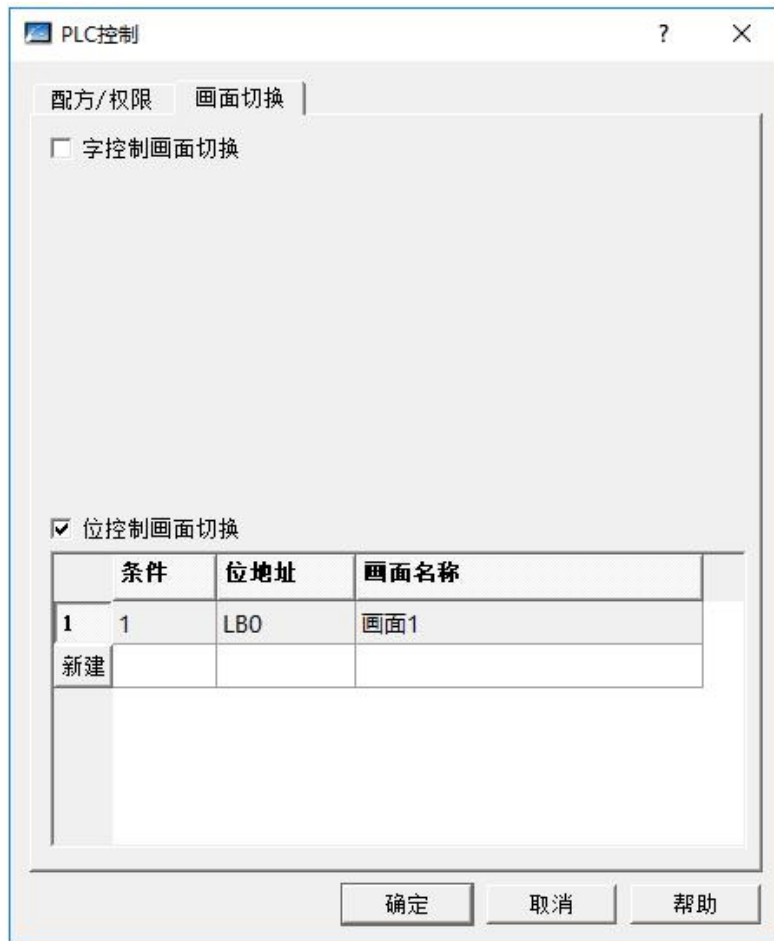 PLC控制 ?
配方/权限 画面切换
字控制画面切换
位控制画面切换
条件 位地址 画面名称
1 1 LB0 画面1
新建
确定 取消 帮助